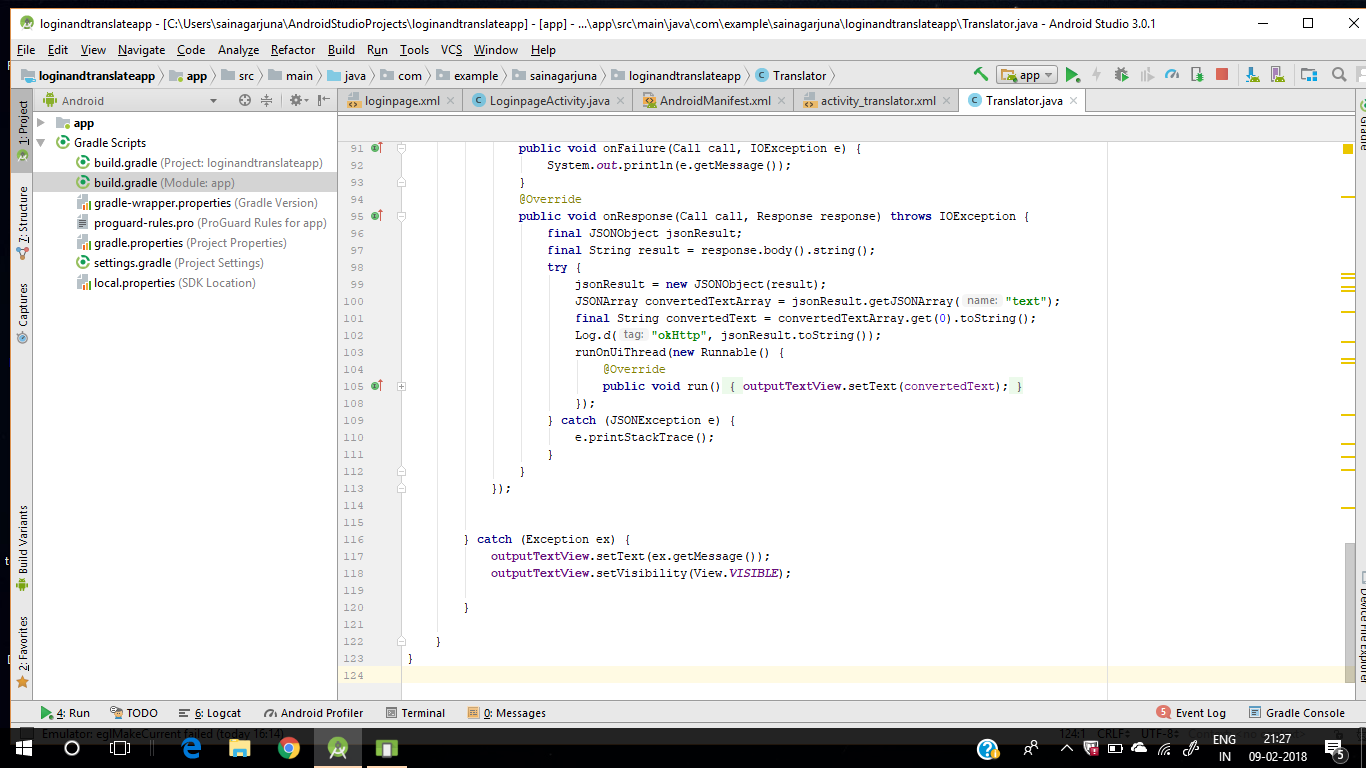 loginandtranslateapp - [C:\Users\sainagarjuna\AndroidStudioProjects\loginandtranslateapp] - [app] - ...\app\src\main\java\com\example\sainagarjuna\loginandtranslateapp\Translator.java - Android Studio 3.0.1
File Edit View Navigate Code Analyze Refactor Build Run Tools VCS Window Help
loginandtranslateapp app src main java com example sainagarjuna loginandtranslateapp Translator app
1: Project
7: Structure
Captures
Build Variants
2: Favorites
Android
app
Gradle Scripts
build.gradle (Project: loginandtranslateapp)
build.gradle (Module: app)
gradle-wrapper.properties (Gradle Version)
proguard-rules.pro (ProGuard Rules for app)
gradle.properties (Project Properties)
settings.gradle (Project Settings)
local.properties (SDK Location)
loginpage.xml LoginpageActivity.java AndroidManifest.xml activity_translator.xml Translator.java
91 public void onFailure(Call call, IOException e) {
92 System.out.println(e.getMessage());
93 }
94 @Override
95 public void onResponse(Call call, Response response) throws IOException {
96 final JSONObject jsonResult;
97 final String result = response.body().string();
98 try {
99 jsonResult = new JSONObject(result);
100 JSONArray convertedTextArray = jsonResult.getJSONArray( name: "text");
101 final String convertedText = convertedTextArray.get(0).toString();
102 Log.d( tag: "okHttp", jsonResult.toString());
103 runOnUiThread(new Runnable() {
104 @Override
105 public void run() { outputTextView.setText(convertedText); }
108 });
109 } catch (JSONException e) {
110 e.printStackTrace();
111 }
112 }
113 });
114
115
116 } catch (Exception ex) {
117 outputTextView.setText(ex.getMessage());
118 outputTextView.setVisibility(View.VISIBLE);
119
120 }
121
122 }
123 }
124
Gradle
Device File Explorer
4: Run TODO 6: Logcat Android Profiler Terminal 0: Messages 5 Event Log Gradle Console
Emulator: eglMakeCurrent failed (today 16:14) 124:1 CRLF÷ UTF-8÷
ENG
IN
21:27
09-02-2018
5